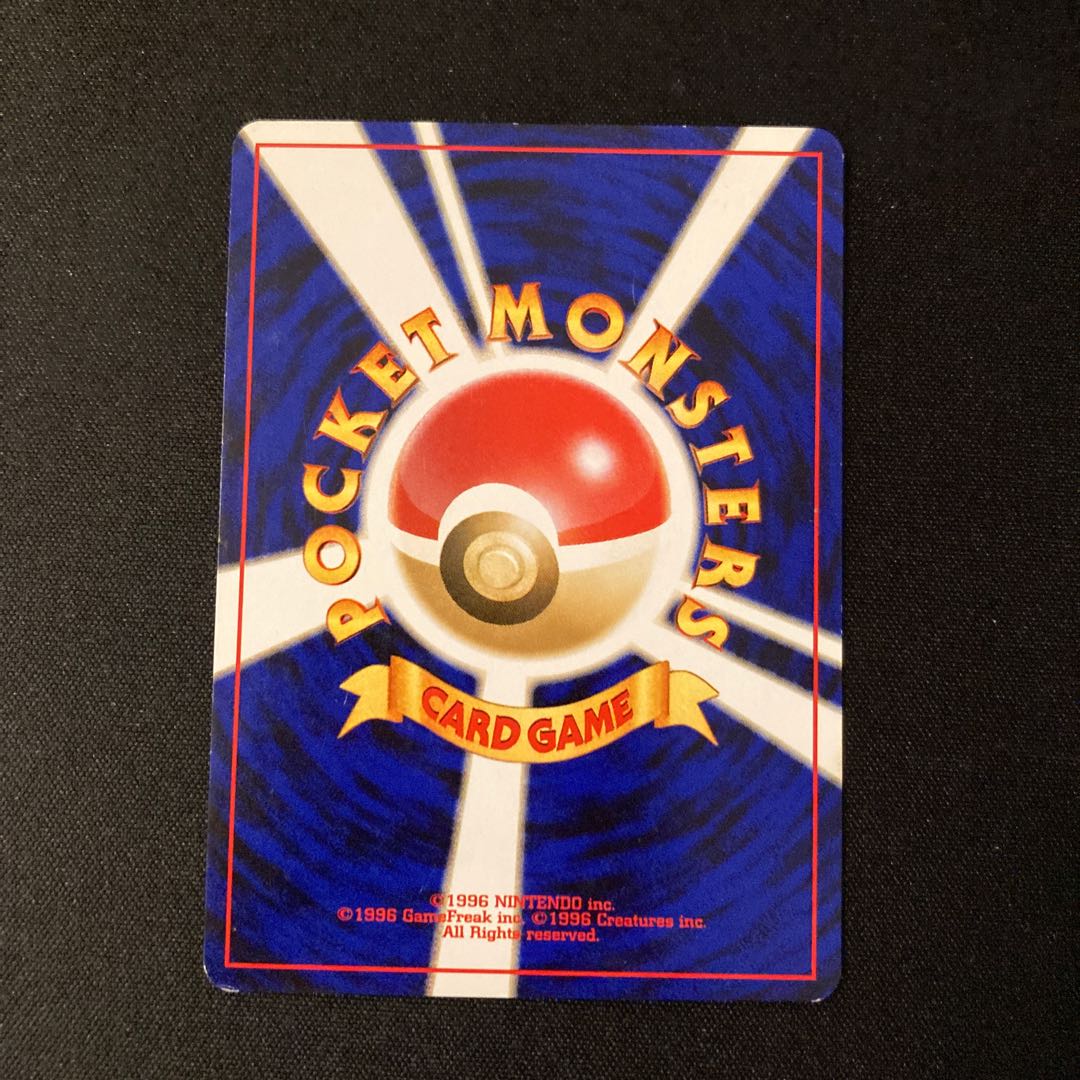 POCKET MONSTERS
CARD GAME
©1996 NINTENDO inc.
©1996 GameFreak inc. ©1996 Creatures inc.
All Rights reserved.